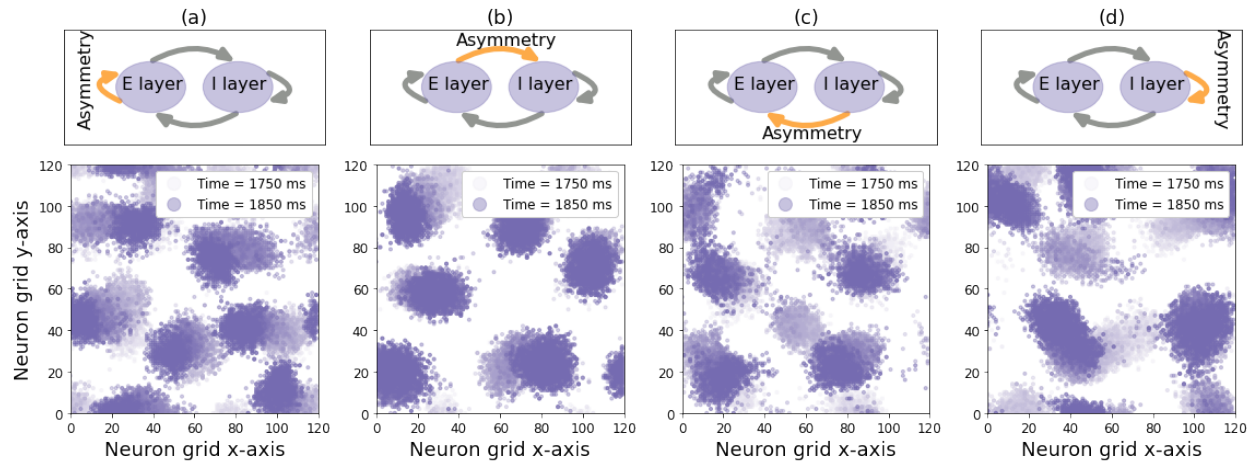 (a) (b) (c) (d)
Asymmetry
E layer I layer
Asymmetry
E layer I layer
E layer I layer
Asymmetry
E layer I layer
Asymmetry
Neuron grid y-axis
120
100
80
60
40
20
0
0 20 40 60 80 100 120
Time = 1750 ms
Time = 1850 ms
Neuron grid x-axis
120
100
80
60
40
20
0
0 20 40 60 80 100 120
Time = 1750 ms
Time = 1850 ms
Neuron grid x-axis
120
100
80
60
40
20
0
0 20 40 60 80 100 120
Time = 1750 ms
Time = 1850 ms
Neuron grid x-axis
120
100
80
60
40
20
0
0 20 40 60 80 100 120
Time = 1750 ms
Time = 1850 ms
Neuron grid x-axis